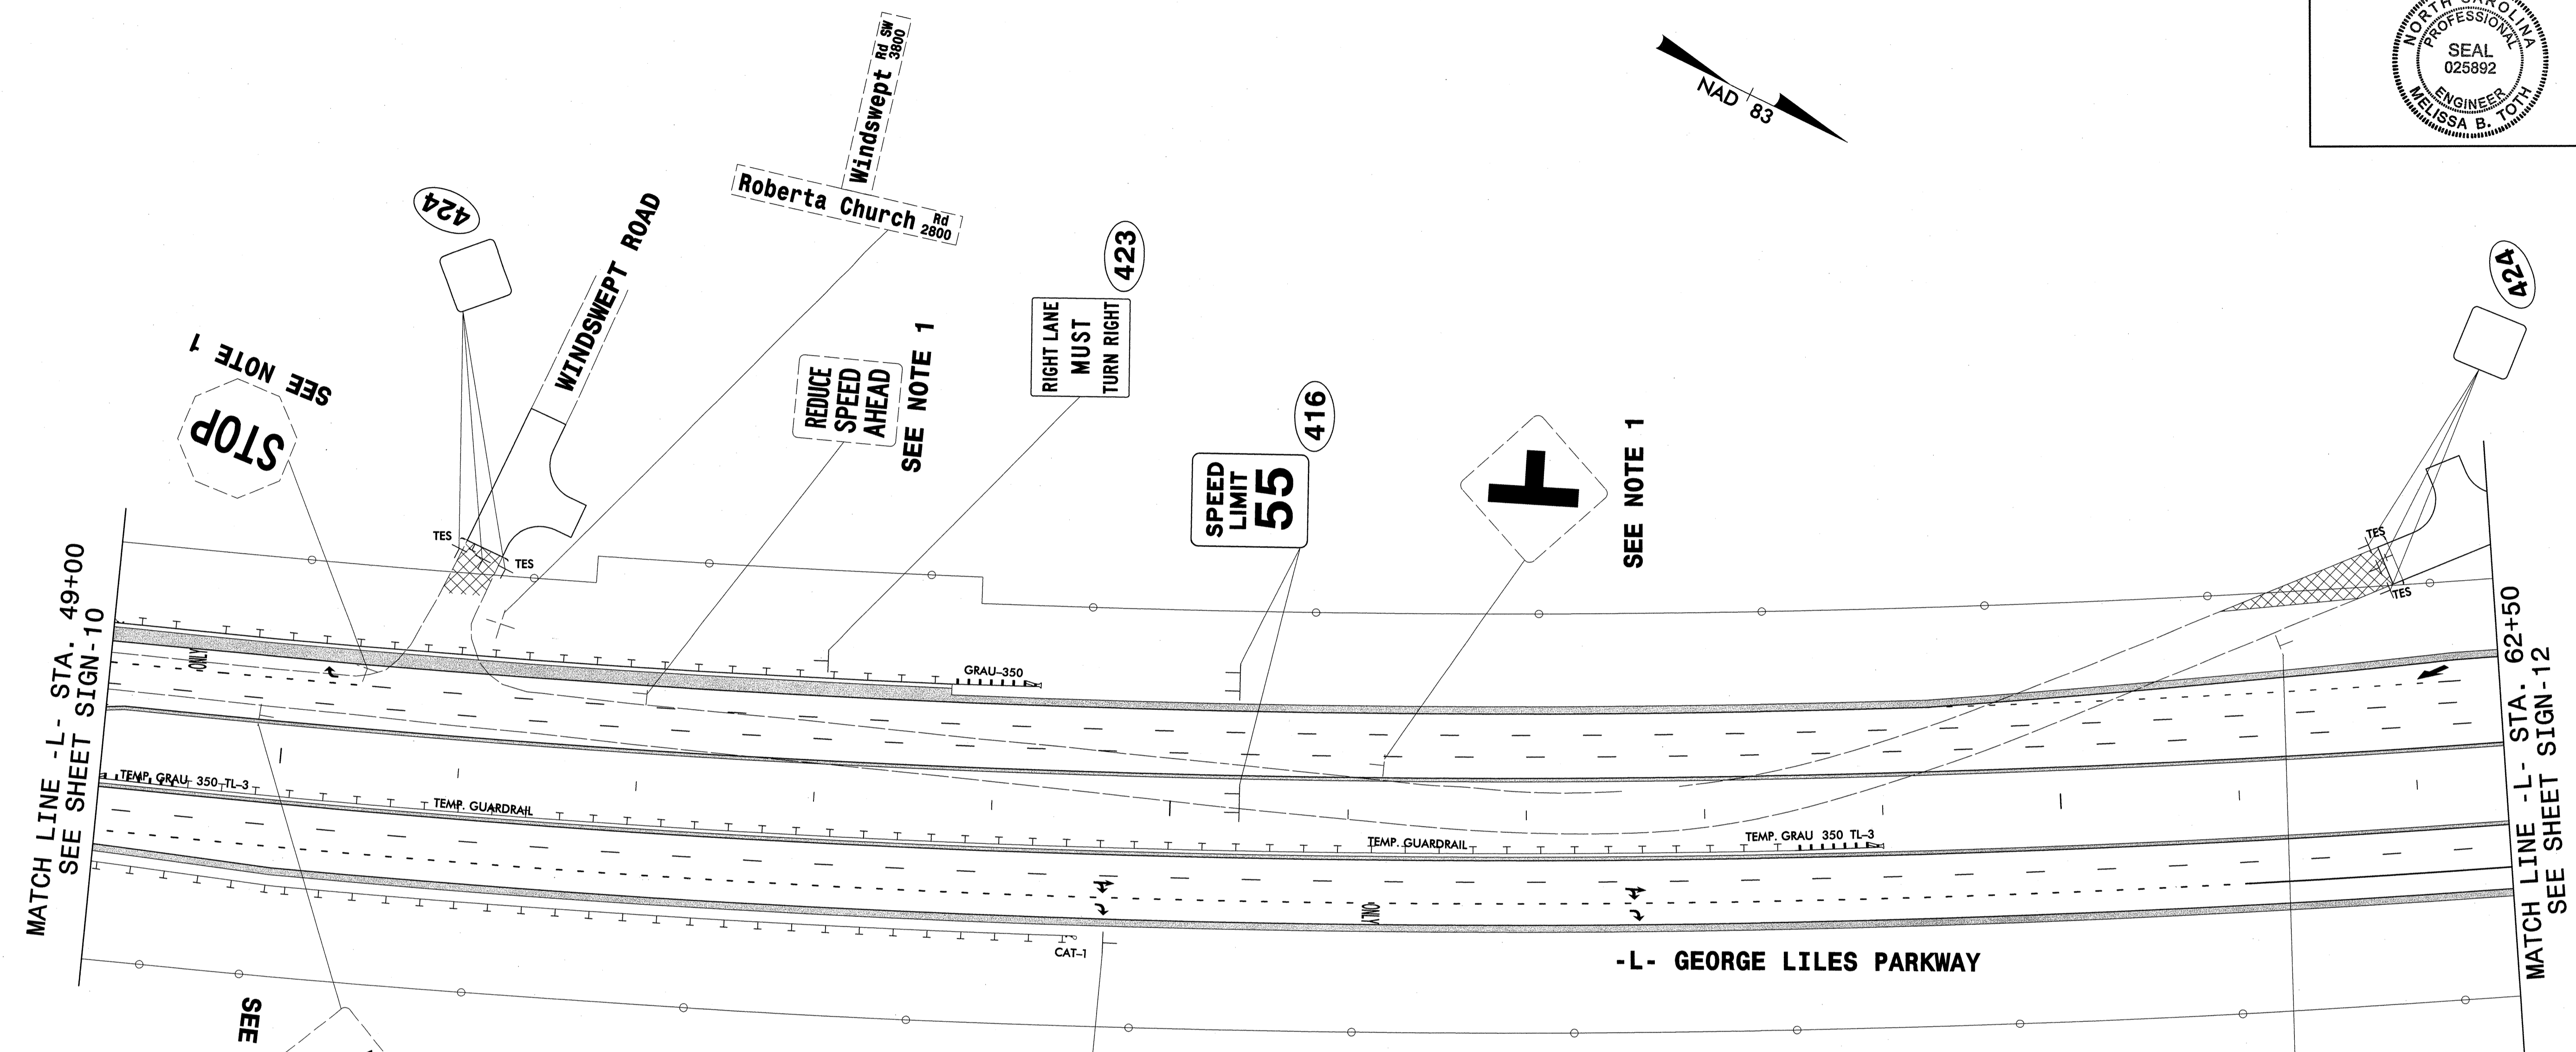 NORTH CAROLINA
PROFESSIONAL
SEAL
025892
ENGINEER
MELISSA B. TOTH
NAD 83
Windswept Rd SW
3800
Roberta Church Rd
2800
424
WINDSWEPT ROAD
423
RIGHT LANE
MUST
TURN RIGHT
424
SEE NOTE 1
STOP
REDUCE
SPEED
AHEAD
SEE NOTE 1
416
SPEED
LIMIT
55
SEE NOTE 1
TES
TES
TES
TES
MATCH LINE -L- STA. 49+00
SEE SHEET SIGN-10
ONLY
GRAU-350
MATCH LINE -L- STA. 62+50
SEE SHEET SIGN-12
TEMP. GRAU 350 TL-3
TEMP. GUARDRAIL
TEMP. GUARDRAIL
TEMP. GRAU 350 TL-3
ONLY
CAT-1
-L- GEORGE LILES PARKWAY
SEE